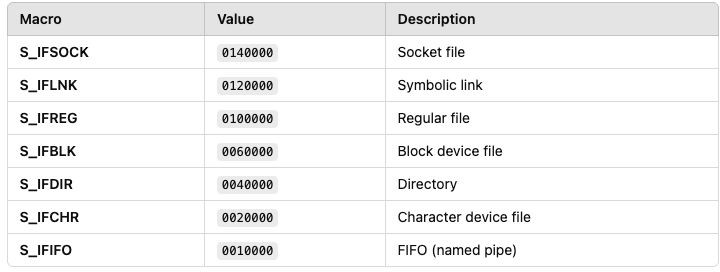 Macro Value Description
S_IFSOCK 0140000 Socket file
S_IFLNK 0120000 Symbolic link
S_IFREG 0100000 Regular file
S_IFBLK 0060000 Block device file
S_IFDIR 0040000 Directory
S_IFCHR 0020000 Character device file
S_IFIFO 0010000 FIFO (named pipe)